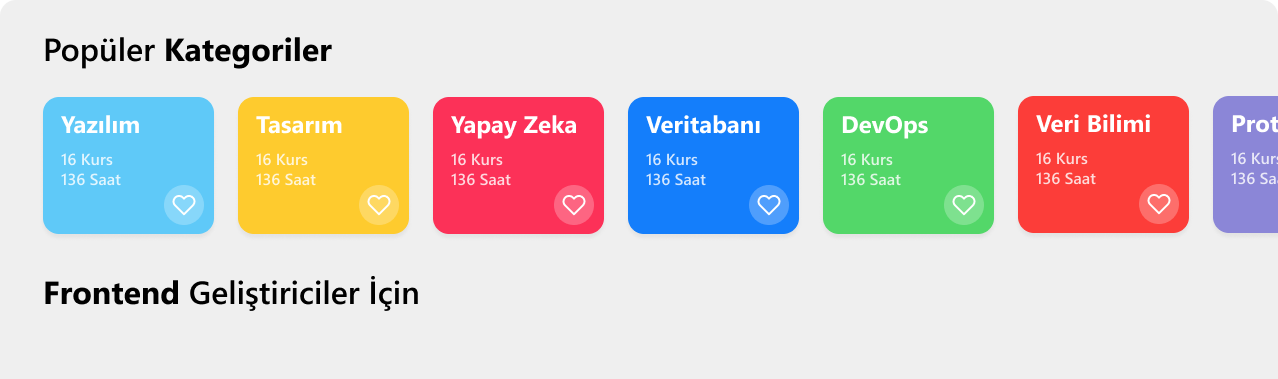 Popüler Kategoriler
Yazılım
16 Kurs
136 Saat
Tasarım
16 Kurs
136 Saat
Yapay Zeka
16 Kurs
136 Saat
Veritabanı
16 Kurs
136 Saat
DevOps
16 Kurs
136 Saat
Veri Bilimi
16 Kurs
136 Saat
Prot
16 Kurs
136 Saa
Frontend Geliştiriciler İçin